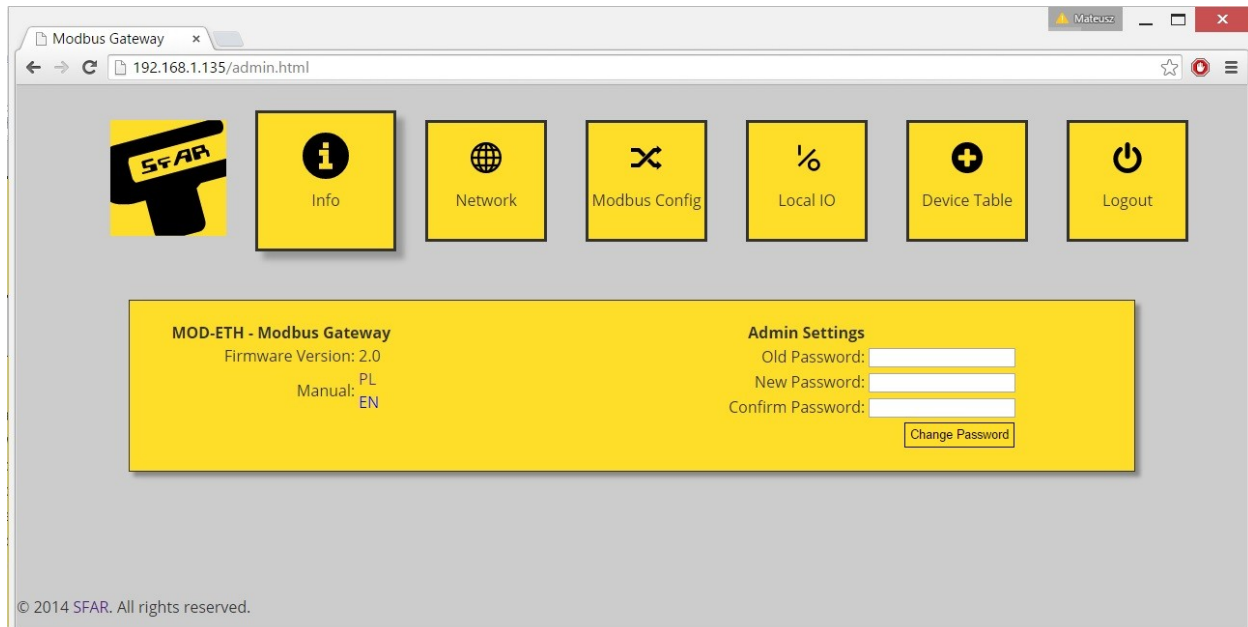 Mateusz
Modbus Gateway
192.168.1.135/admin.html
SFAR
Info
Network
Modbus Config
I/O
Local IO
Device Table
Logout
MOD-ETH - Modbus Gateway
Firmware Version: 2.0
Manual: PL
EN
Admin Settings
Old Password:
New Password:
Confirm Password:
Change Password
© 2014 SFAR. All rights reserved.